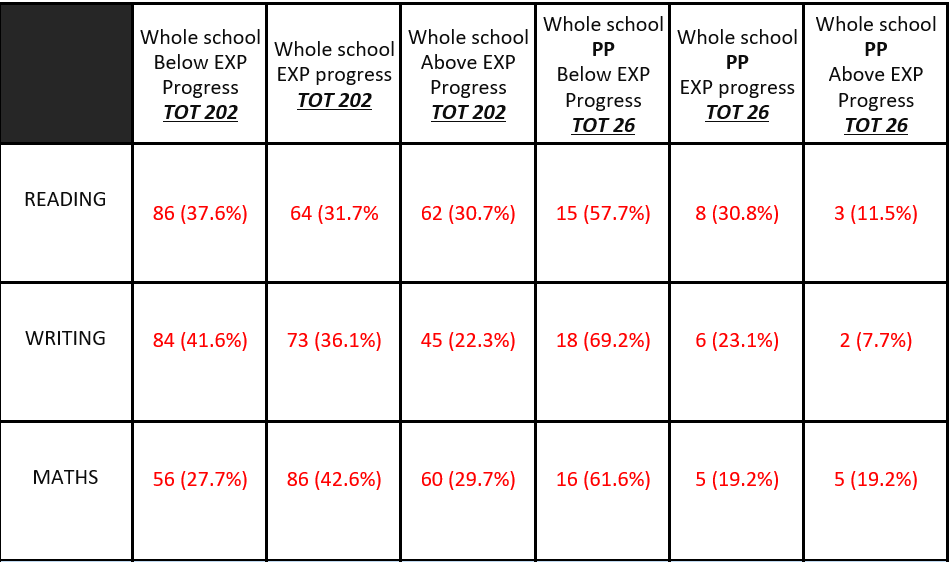 Whole school
Below EXP
Progress
TOT 202
Whole school
EXP progress
TOT 202
Whole school
Above EXP
Progress
TOT 202
Whole school
PP
Below EXP
Progress
TOT 26
Whole school
PP
EXP progress
TOT 26
Whole school
PP
Above EXP
Progress
TOT 26
READING
86 (37.6%)
64 (31.7%
62 (30.7%)
15 (57.7%)
8 (30.8%)
3 (11.5%)
WRITING
84 (41.6%)
73 (36.1%)
45 (22.3%)
18 (69.2%)
6 (23.1%)
2 (7.7%)
MATHS
56 (27.7%)
86 (42.6%)
60 (29.7%)
16 (61.6%)
5 (19.2%)
5 (19.2%)